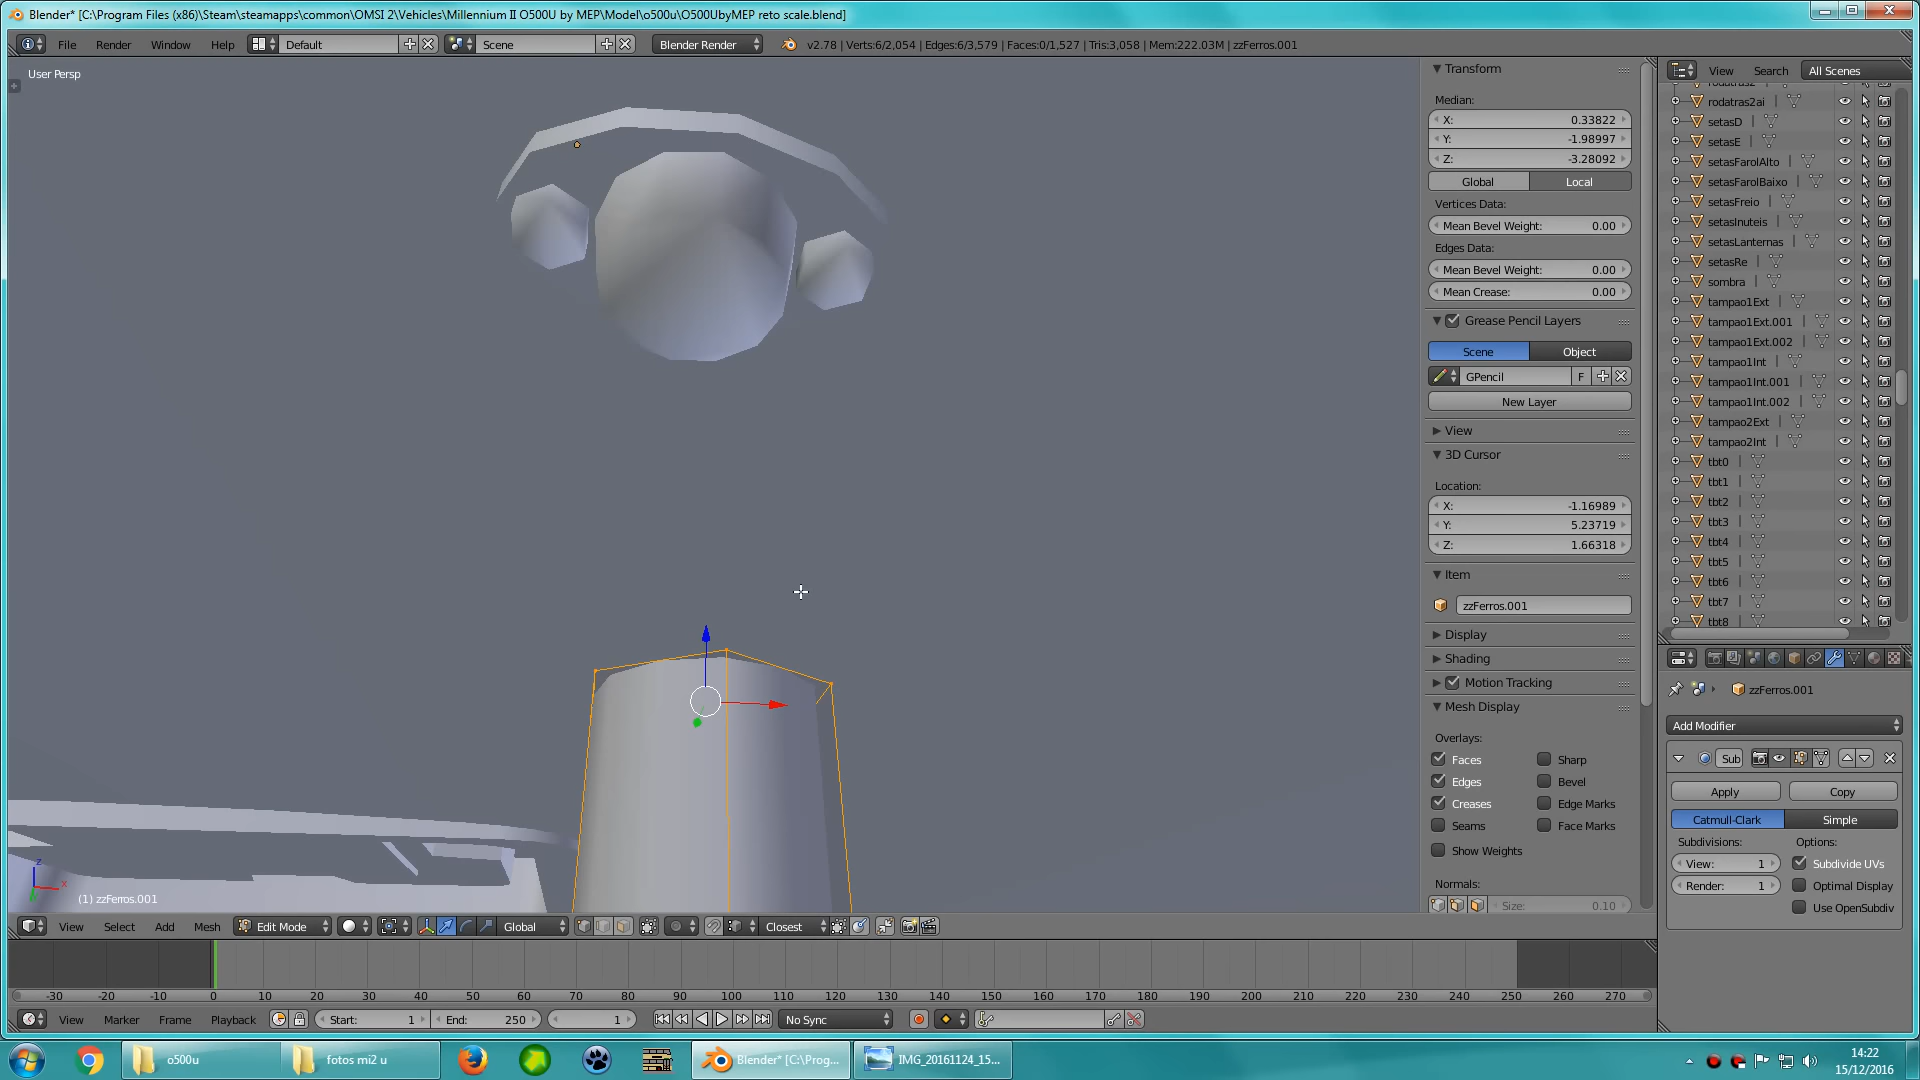 Blender* [C:\Program Files (x86)\Steam\steamapps\common\OMSI 2\Vehicles\Millennium II O500U by MEP\Model\o500u\O500UbyMEP reto scale.blend]
File Render Window Help Default Scene Blender Render v2.78 | Verts:6/2,054 | Edges:6/3,579 | Faces:0/1,527 | Tris:3,058 | Mem:222.03M | zzFerros.001
User Persp
Transform
Median:
X: 0.33822
Y: -1.98997
Z: -3.28092
Global Local
Vertices Data:
Mean Bevel Weight: 0.00
Edges Data:
Mean Bevel Weight: 0.00
Mean Crease: 0.00
Grease Pencil Layers
Scene Object
GPencil F
New Layer
View
3D Cursor
Location:
X: -1.16989
Y: 5.23719
Z: 1.66318
Item
zzFerros.001
Display
Shading
Motion Tracking
Mesh Display
Overlays:
Faces Sharp
Edges Bevel
Creases Edge Marks
Seams Face Marks
Show Weights
Normals:
Size: 0.10
View Search All Scenes
rodatras2ai
setasD
setasE
setasFarolAlto
setasFarolBaixo
setasFreio
setasInuteis
setasLanternas
setasRe
sombra
tampao1Ext
tampao1Ext.001
tampao1Ext.002
tampao1Int
tampao1Int.001
tampao1Int.002
tampao2Ext
tampao2Int
tbt0
tbt1
tbt2
tbt3
tbt4
tbt5
tbt6
tbt7
tbt8
zzFerros.001
Add Modifier
Sub
Apply Copy
Catmull-Clark Simple
Subdivisions: Options:
View: 1 Subdivide UVs
Render: 1 Optimal Display
Use OpenSubdiv
z
x
(1) zzFerros.001
View Select Add Mesh Edit Mode Global Closest
-30 -20 -10 0 10 20 30 40 50 60 70 80 90 100 110 120 130 140 150 160 170 180 190 200 210 220 230 240 250 260 270
View Marker Frame Playback Start: 1 End: 250 1 No Sync
o500u fotos mi2 u Blender* [C:\Prog... IMG_20161124_15...
14:22
15/12/2016